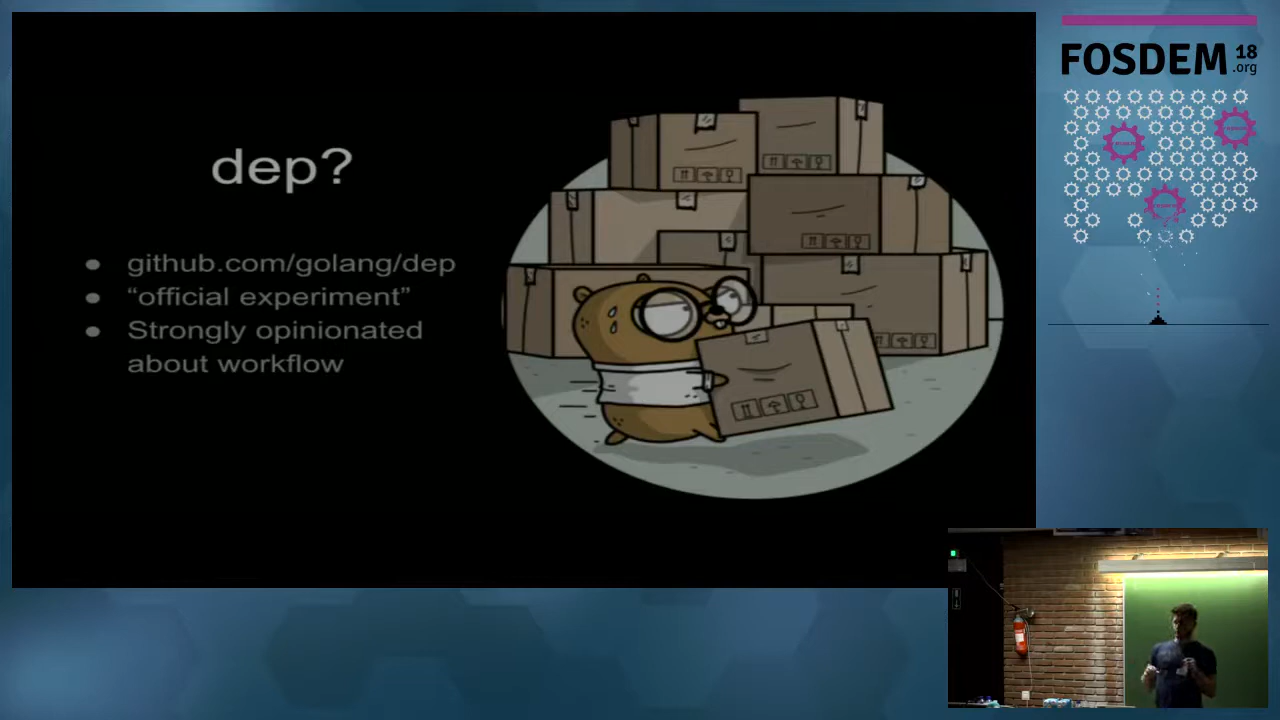 dep?
● github.com/golang/dep
● “official experiment”
● Strongly opinionated
about workflow
FOSDEM 18
.org